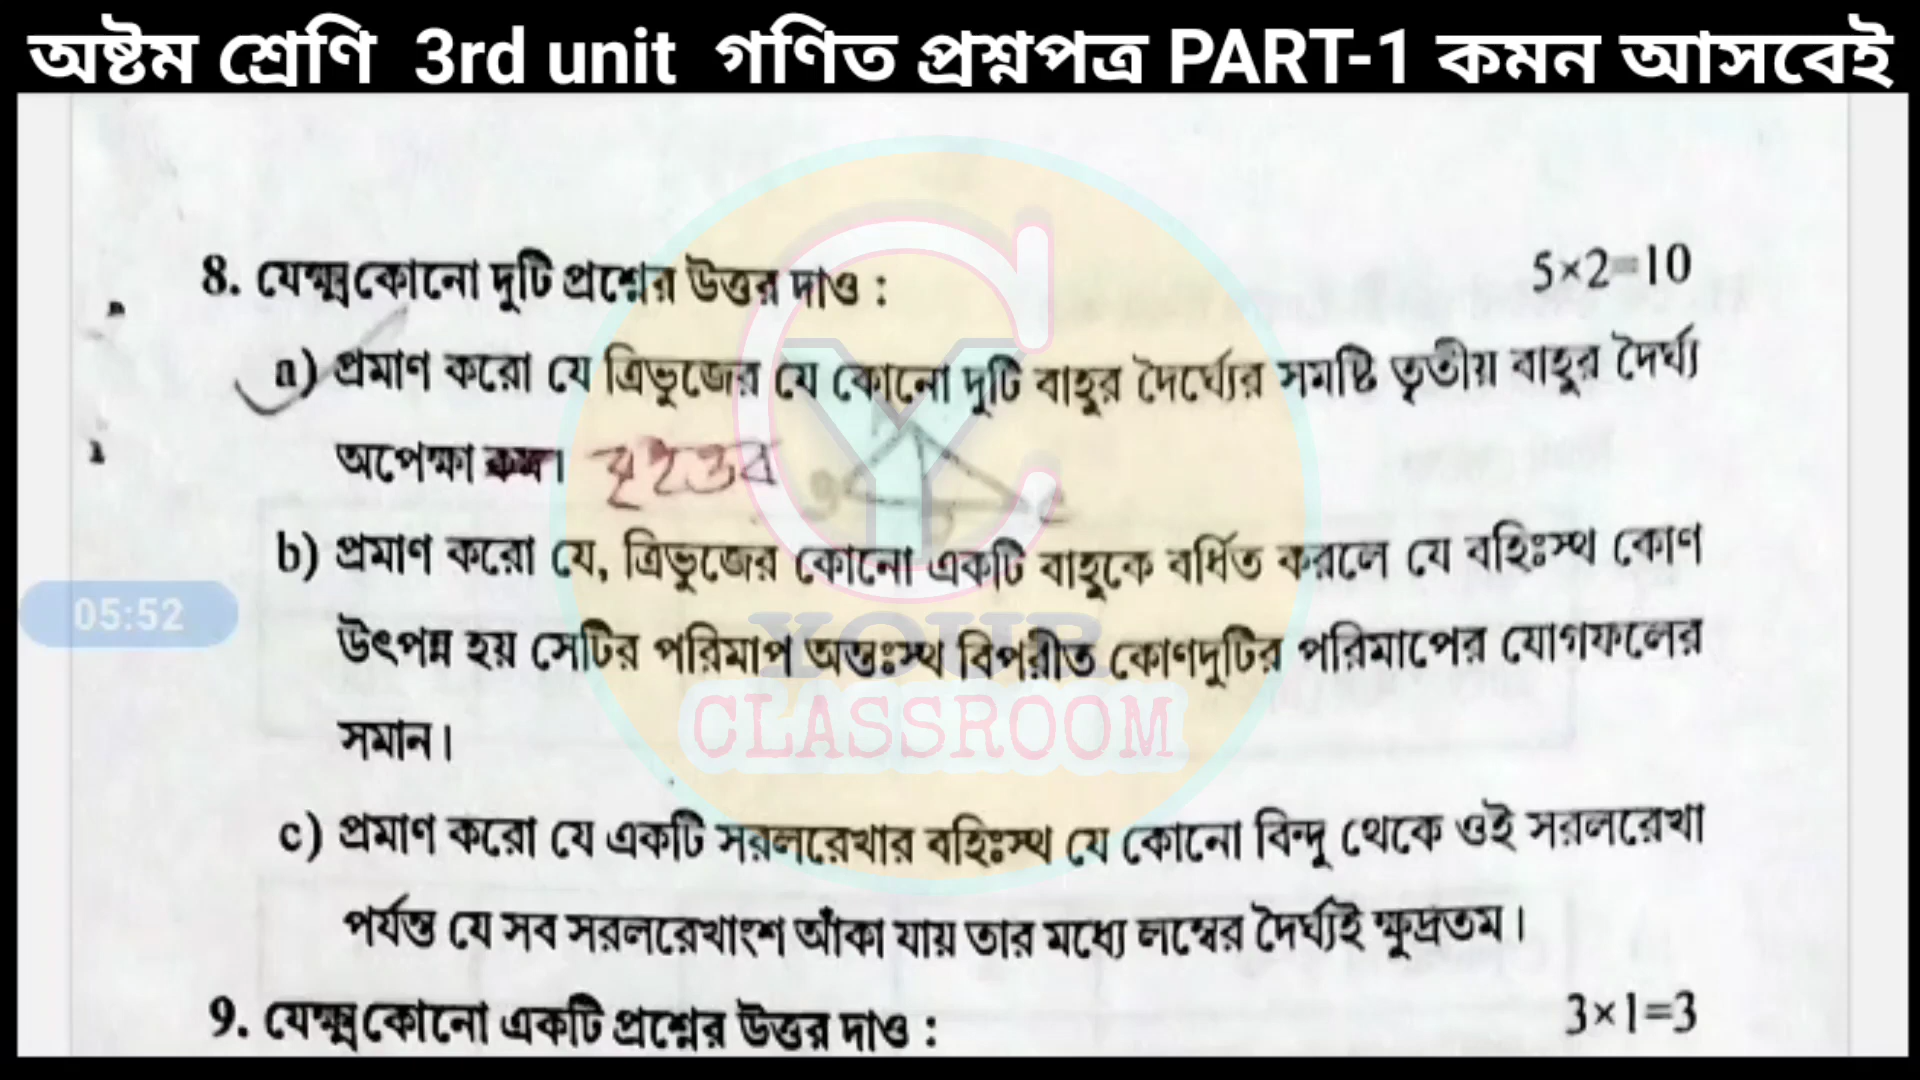 অষ্টম শ্রেণি 3rd unit গণিত প্রশ্নপত্র PART-1 কমন আসবেই
8. যেকোনো দুটি প্রশ্নের উত্তর দাও : 5×2=10
a) প্রমাণ করো যে ত্রিভুজের যে কোনো দুটি বাহুর দৈর্ঘ্যের সমষ্টি তৃতীয় বাহুর দৈর্ঘ্য
অপেক্ষা কম। বৃহত্তর
b) প্রমাণ করো যে, ত্রিভুজের কোনো একটি বাহুকে বর্ধিত করলে যে বহিঃস্থ কোণ
05:52
উৎপন্ন হয় সেটির পরিমাপ অন্তঃস্থ বিপরীত কোণদুটির পরিমাপের যোগফলের
YOUR
CLASSROOM
সমান।
c) প্রমাণ করো যে একটি সরলরেখার বহিঃস্থ যে কোনো বিন্দু থেকে ওই সরলরেখা
পর্যন্ত যে সব সরলরেখাংশ আঁকা যায় তার মধ্যে লম্বের দৈর্ঘ্যই ক্ষুদ্রতম।
9. যেকোনো একটি প্রশ্নের উত্তর দাও : 3×1=3